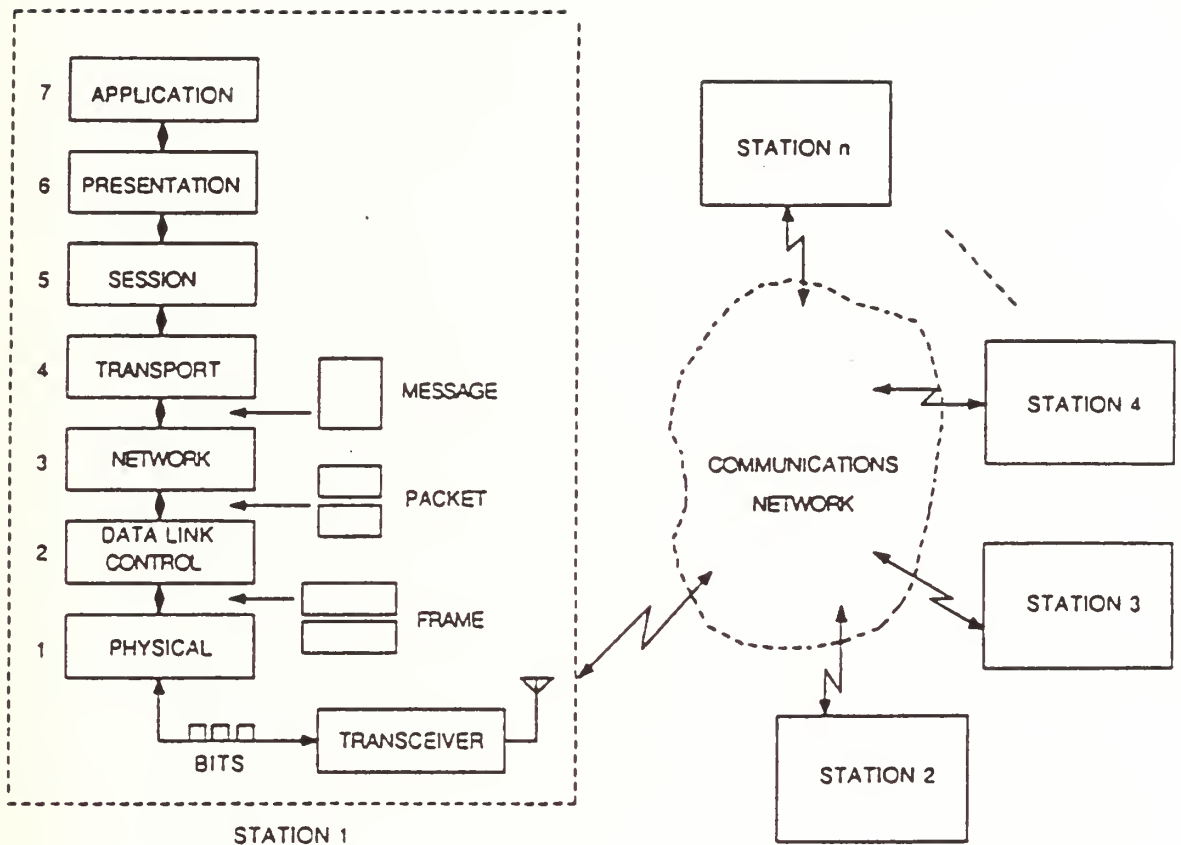 7 APPLICATION
6 PRESENTATION
5 SESSION
4 TRANSPORT
MESSAGE
3 NETWORK
PACKET
2 DATA LINK
CONTROL
FRAME
1 PHYSICAL
BITS
TRANSCEIVER
STATION 1
STATION n
STATION 4
COMMUNICATIONS
NETWORK
STATION 3
STATION 2